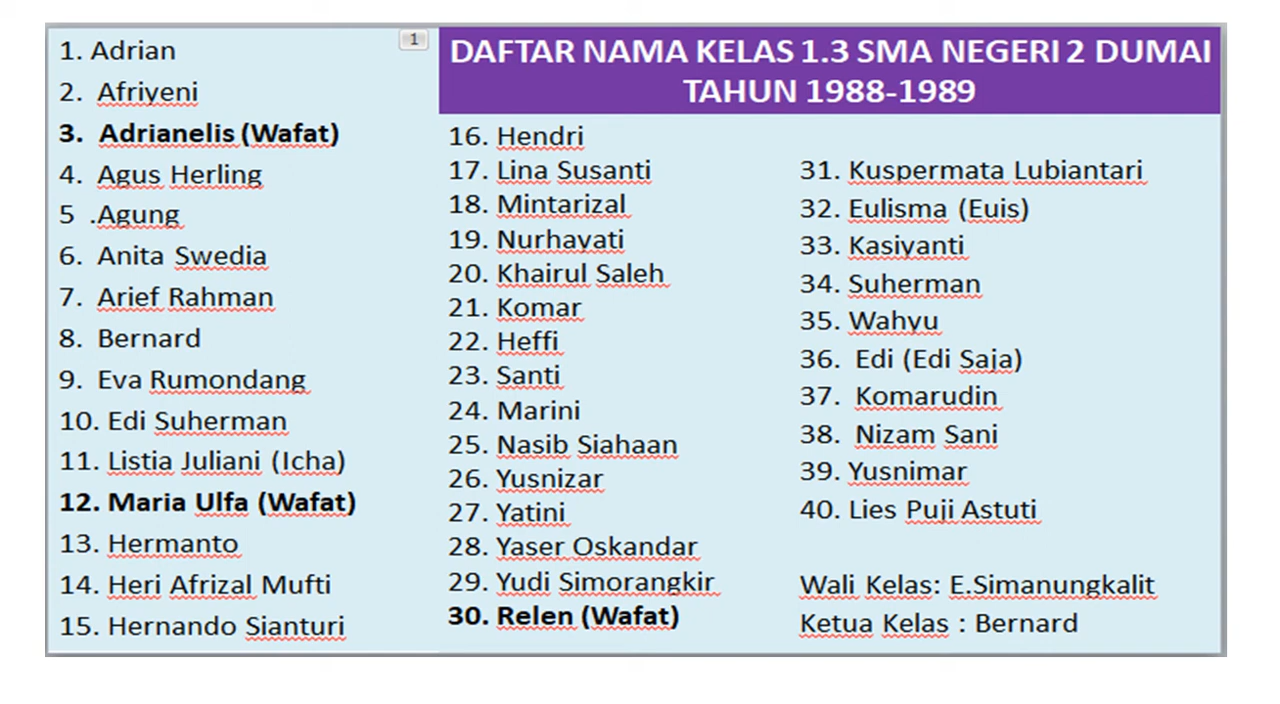 1. Adrian
2. Afriyeni
3. Adrianelis (Wafat)
4. Agus Herling
5 .Agung
6. Anita Swedia
7. Arief Rahman
8. Bernard
9. Eva Rumondang
10. Edi Suherman
11. Listia Juliani (Icha)
12. Maria Ulfa (Wafat)
13. Hermanto
14. Heri Afrizal Mufti
15. Hernando Sianturi
1
DAFTAR NAMA KELAS 1.3 SMA NEGERI 2 DUMAI
TAHUN 1988-1989
16. Hendri
17. Lina Susanti
18. Mintarizal
19. Nurhayati
20. Khairul Saleh
21. Komar
22. Heffi
23. Santi
24. Marini
25. Nasib Siahaan
26. Yusnizar
27. Yatini
28. Yaser Oskandar
29. Yudi Simorangkir
30. Relen (Wafat)
31. Kuspermata Lubiantari
32. Eulisma (Euis)
33. Kasiyanti
34. Suherman
35. Wahyu
36. Edi (Edi Saja)
37. Komarudin
38. Nizam Sani
39. Yusnimar
40. Lies Puji Astuti
Wali Kelas: E.Simanungkalit
Ketua Kelas : Bernard